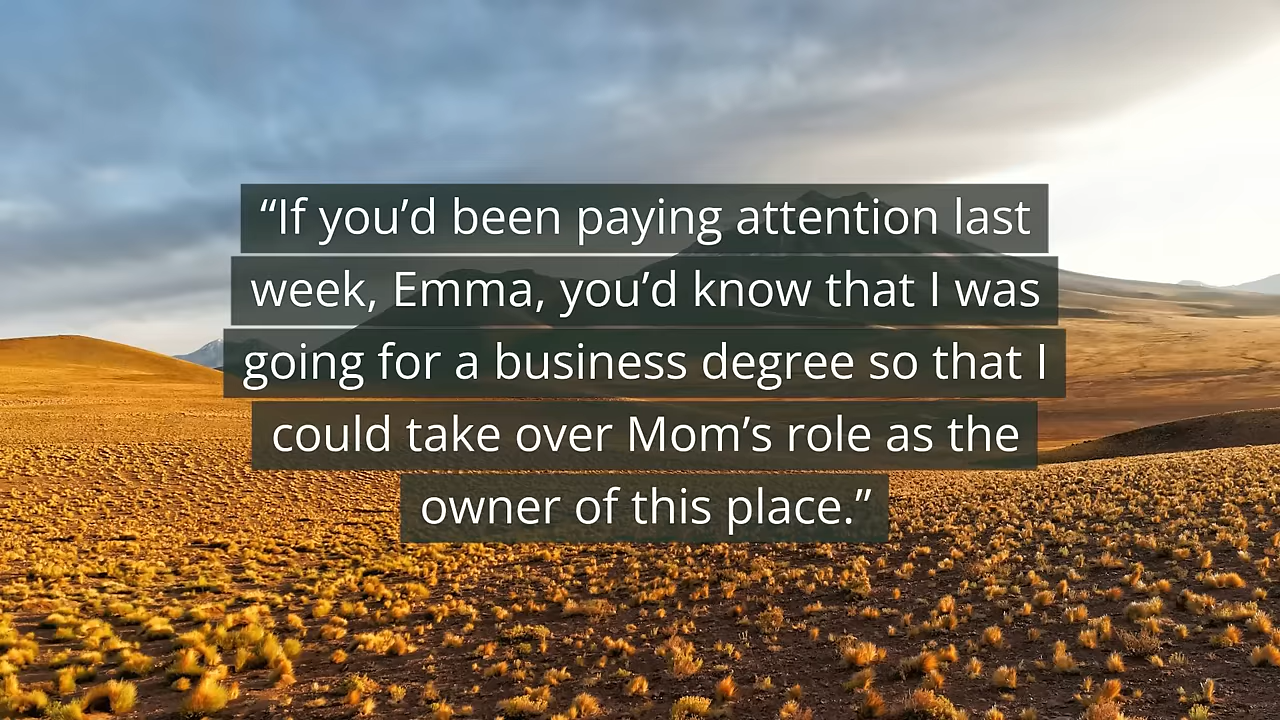 “If you’d been paying attention last
week, Emma, you’d know that I was
going for a business degree so that I
could take over Mom’s role as the
owner of this place.”